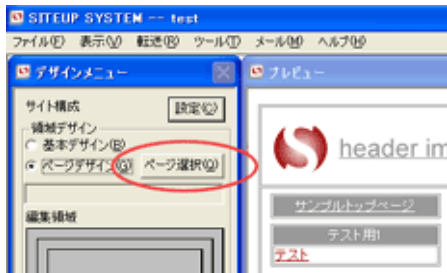 SITEUP SYSTEM -- test
ファイル(F) 表示(V) 転送(R) ツール(T) メール(M) ヘルプ(H)
デザインメニュー
プレビュー
サイト構成 設定(C)
領域デザイン
基本デザイン(B)
ページデザイン(G) ページ選択(Q)
編集領域
header im
サンプルトップページ
テスト用1
テスト